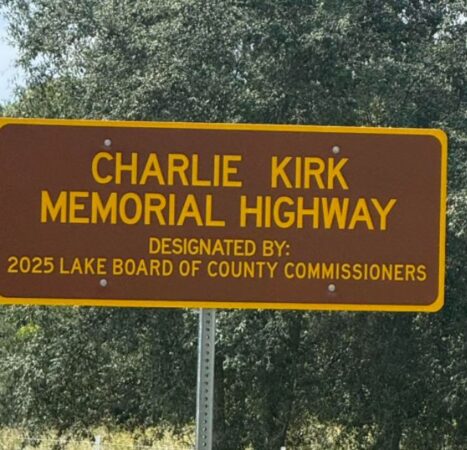 CHARLIE KIRK
MEMORIAL HIGHWAY
DESIGNATED BY:
2025 LAKE BOARD OF COUNTY COMMISSIONERS